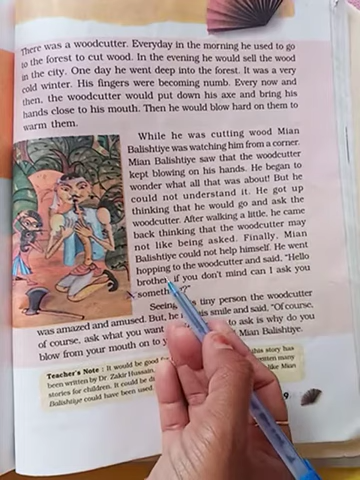 There was a woodcutter. Everyday in the morning he used to go
to the forest to cut wood. In the evening he would sell the wood
in the city. One day he went deep into the forest. It was a very
cold winter. His fingers were becoming numb. Every now and
then, the woodcutter would put down his axe and bring his
hands close to his mouth. Then he would blow hard on them to
warm them.
While he was cutting wood Mian
Balishtiye was watching him from a corner.
Mian Balishtiye saw that the woodcutter
kept blowing on his hands. He began to
wonder what all that was about! But he
could not understand it. He got up
thinking that he would go and ask the
woodcutter. After walking a little, he came
back thinking that the woodcutter may
not like being asked. Finally, Mian
Balishtiye could not help himself. He went
hopping to the woodcutter and said, "Hello
brother, if you don't mind can I ask you
something?"
Seeing tiny person the woodcutter
was amazed and amused. But, he his smile and said, "Of course,
of course, ask what you want to ask is why do you
blow from your mouth on to Mian Balishtiye.
Teacher's Note : It would be good this story has
been written by Dr. Zakir Hussain, written many
stories for children. It could be like Mian
Balishtiye could have been used.
9